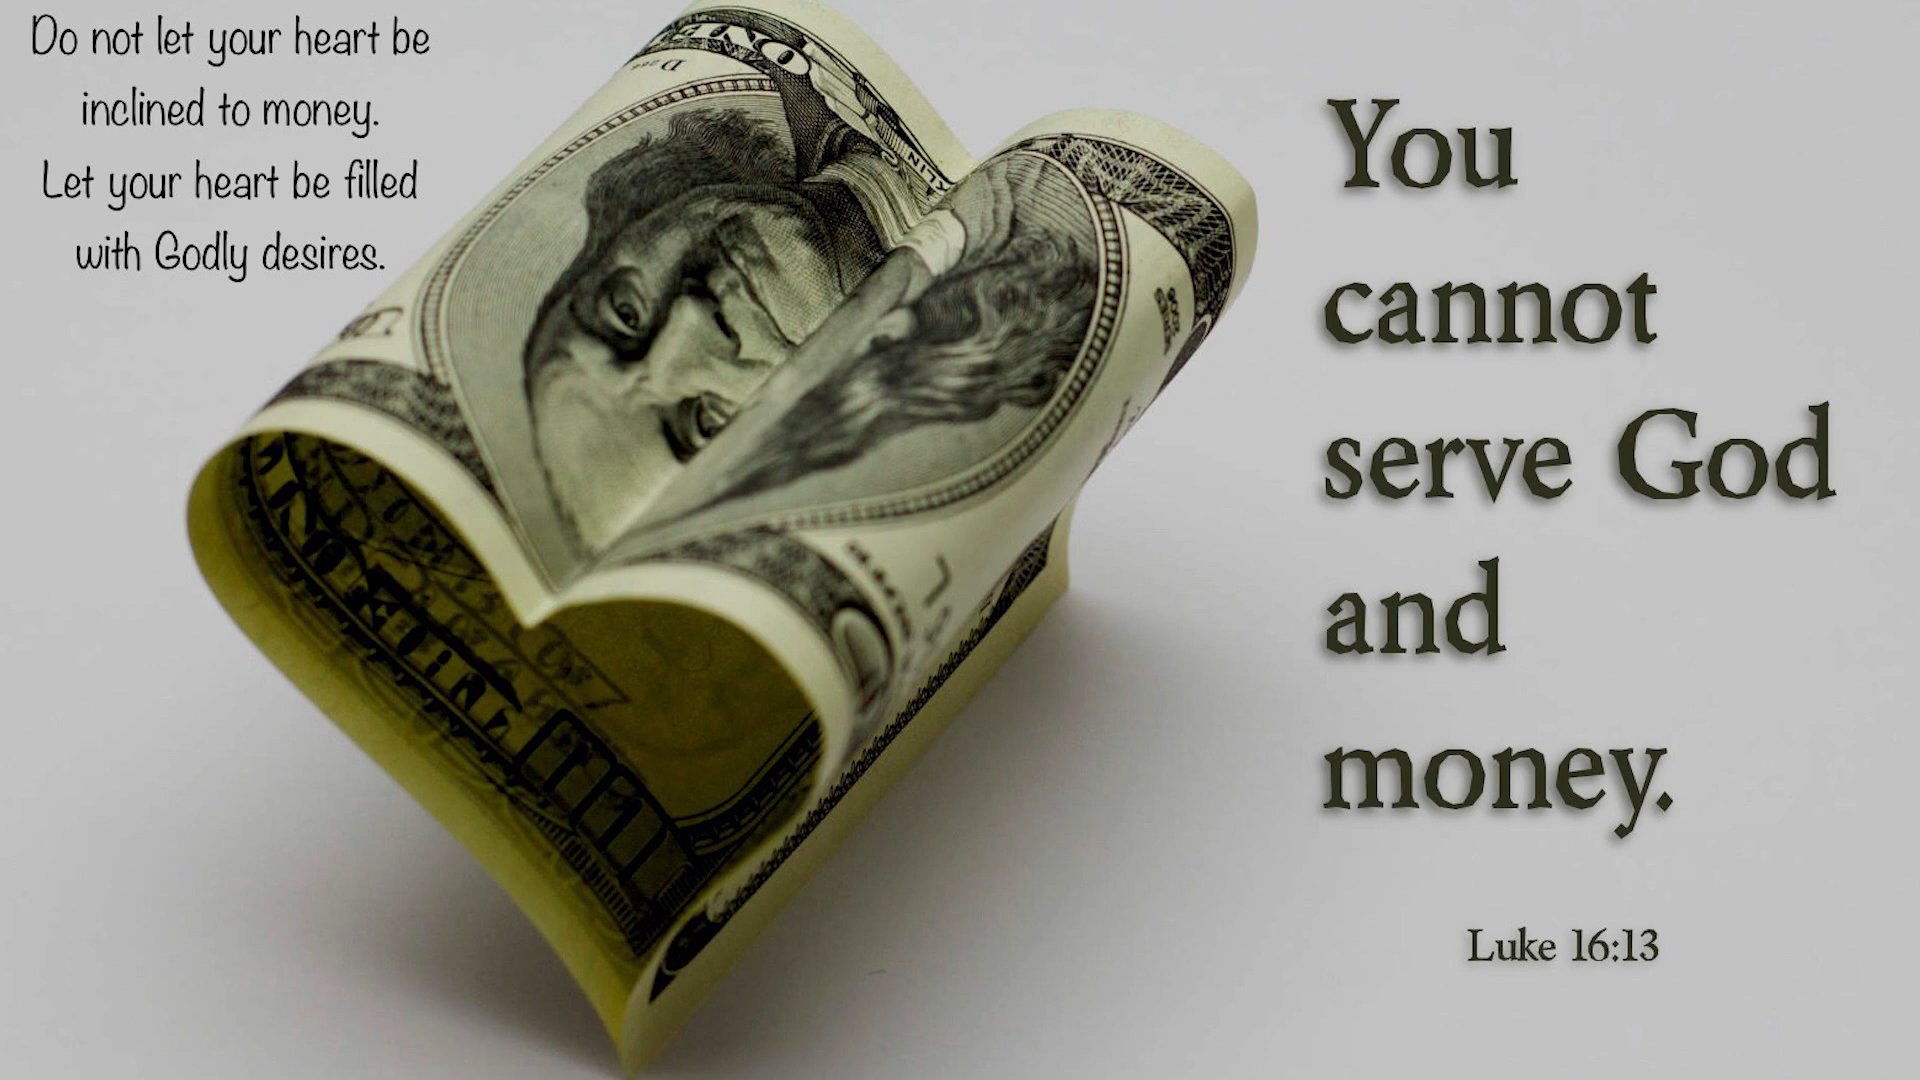 Do not let your heart be
inclined to money.
Let your heart be filled
with Godly desires.
You
cannot
serve God
and
money.
Luke 16:13